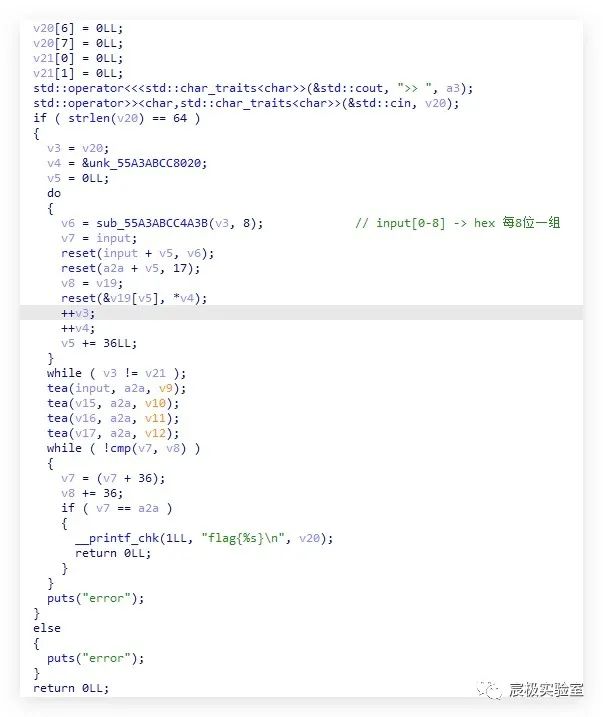 v20[6] = 0LL;
v20[7] = 0LL;
v21[0] = 0LL;
v21[1] = 0LL;
std::operator<<<std::char_traits<char>>(&std::cout, ">> ", a3);
std::operator>><char,std::char_traits<char>>(&std::cin, v20);
if ( strlen(v20) == 64 )
{
v3 = v20;
v4 = &unk_55A3ABCC8020;
v5 = 0LL;
do
{
v6 = sub_55A3ABCC4A3B(v3, 8); // input[0-8] -> hex 每8位一组
v7 = input;
reset(input + v5, v6);
reset(a2a + v5, 17);
v8 = v19;
reset(&v19[v5], *v4);
++v3;
++v4;
v5 += 36LL;
}
while ( v3 != v21 );
tea(input, a2a, v9);
tea(v15, a2a, v10);
tea(v16, a2a, v11);
tea(v17, a2a, v12);
while ( !cmp(v7, v8) )
{
v7 = (v7 + 36);
v8 += 36;
if ( v7 == a2a )
{
__printf_chk(1LL, "flag{%s}\n", v20);
return 0LL;
}
}
puts("error");
}
else
{
puts("error");
}
return 0LL;
宸极实验室